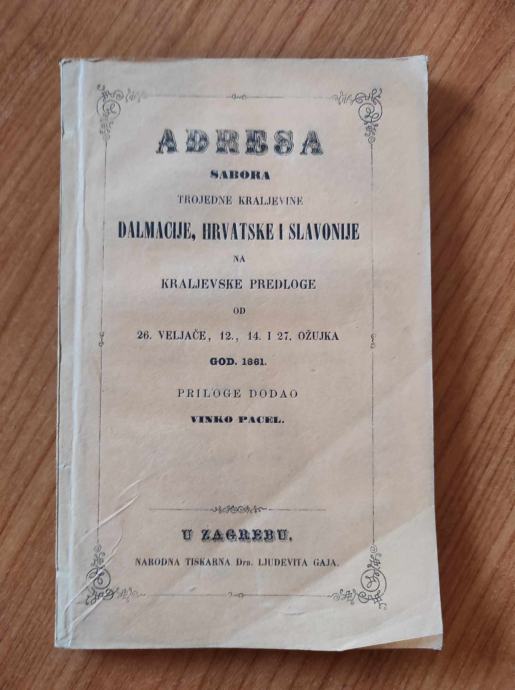 ADRESA
SABORA
TROJEDNE KRALJEVINE
DALMACIJE, HRVATSKE I SLAVONIJE
NA
KRALJEVSKE PREDLOGE
OD
26. VELJAČE, 12., 14. I 27. OŽUJKA
GOD. 1861.
PRILOGE DODAO
VINKO PACEL.
U ZAGREBU.
NARODNA TISKARNA DRA. LJUDEVITA GAJA.